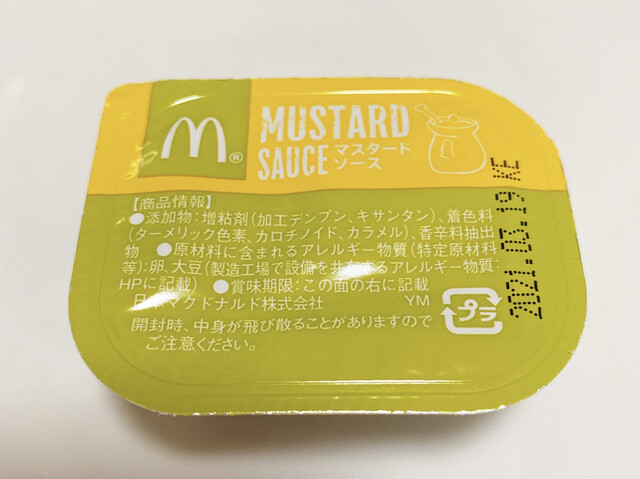 MUSTARD
SAUCE
マスタード
ソース
【商品情報】
●添加物:増粘剤(加工デンプン、キサンタン)、着色料
(ターメリック色素、カロチノイド、カラメル)、香辛料抽出
物 ●原材料に含まれるアレルギー物質(特定原材料
等):卵、大豆(製造工場で設備を共有するアレルギー物質:
HPに記載) ●賞味期限:この面の右に記載
日本マクドナルド株式会社 YM
開封時、中身が飛び散ることがありますので
ご注意ください。
プラ
2021.03.19 KE